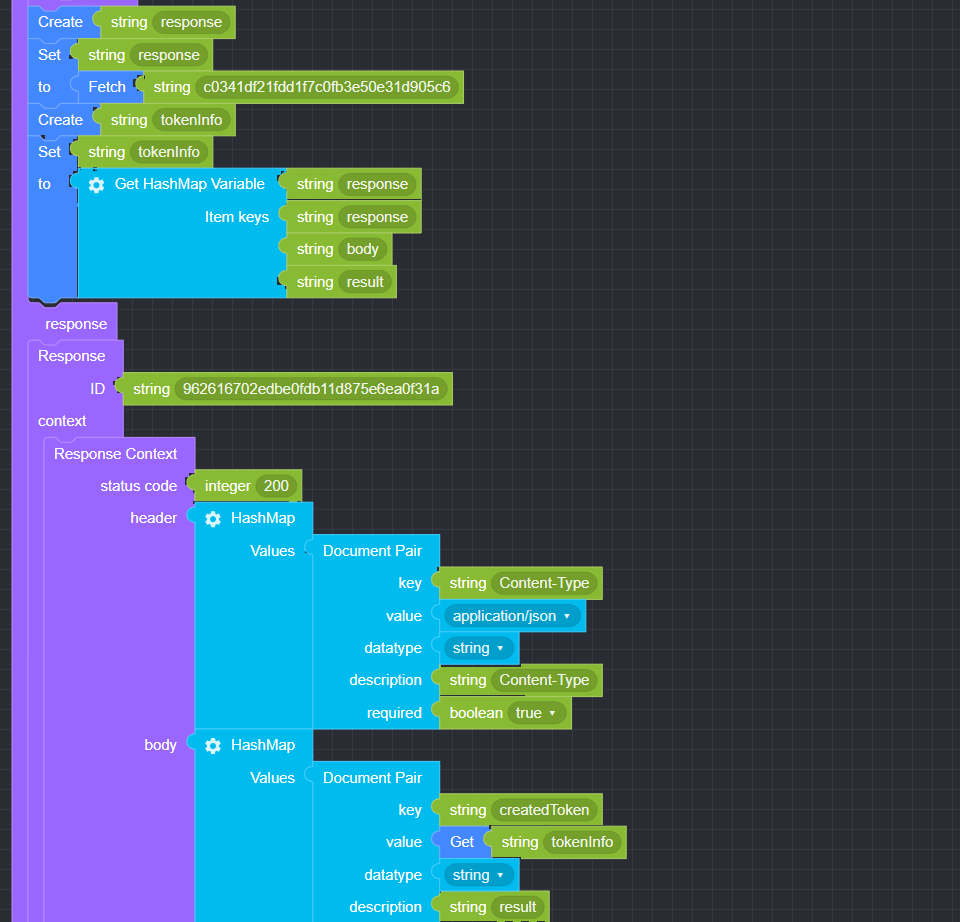 Create string response
Set string response
to Fetch string c0341df21fdd1f7c0fb3e50e31d905c6
Create string tokenInfo
Set string tokenInfo
to Get HashMap Variable string response
Item keys string response
string body
string result
response
Response
ID string 962616702edbe0fdb11d875e6ea0f31a
context
Response Context
status code integer 200
header HashMap
Values Document Pair
key string Content-Type
value application/json
datatype string
description string Content-Type
required boolean true
body HashMap
Values Document Pair
key string createdToken
value Get string tokenInfo
datatype string
description string result